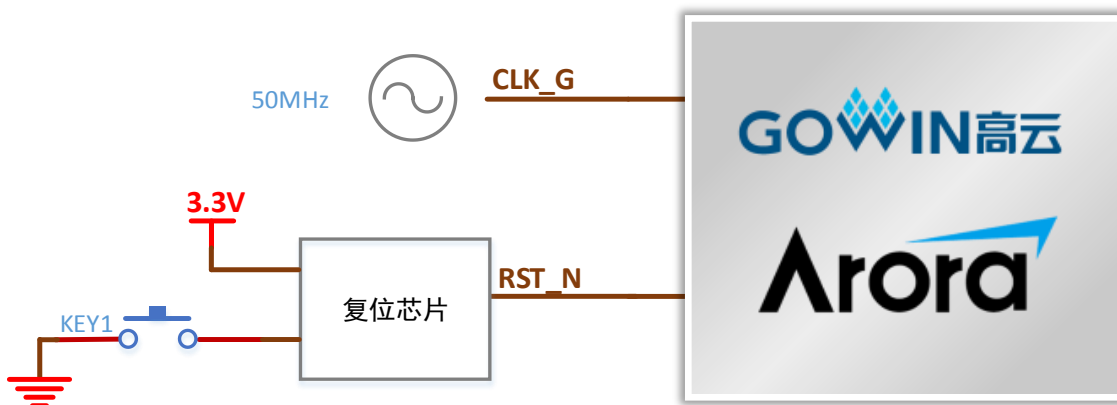 50MHz
CLK_G
GOWIN高云
3.3V
复位芯片
RST_N
Arora
KEY1